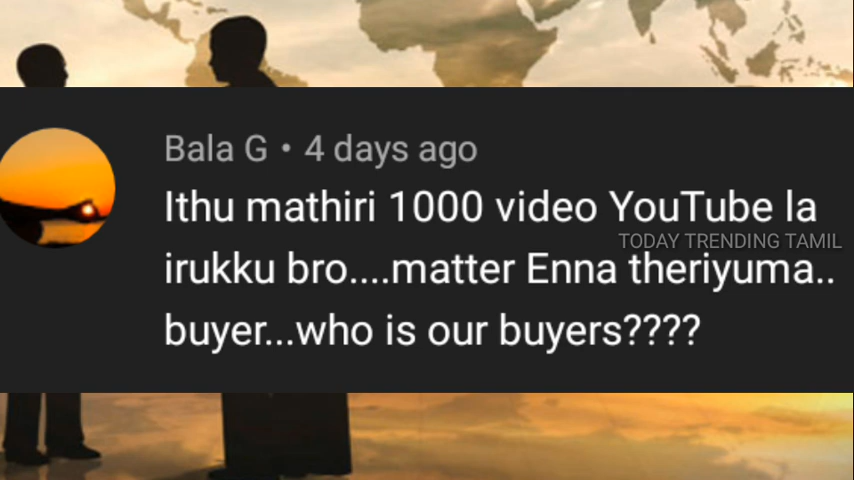 Bala G • 4 days ago
Ithu mathiri 1000 video YouTube la
TODAY TRENDING TAMIL
irukku bro....matter Enna theriyuma..
buyer...who is our buyers????